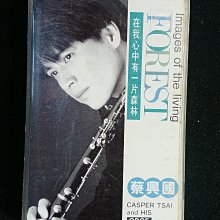 Images of the living
FOREST
在我心中有一片森林
蔡興國
CASPER TSAI
and HIS
OBOE